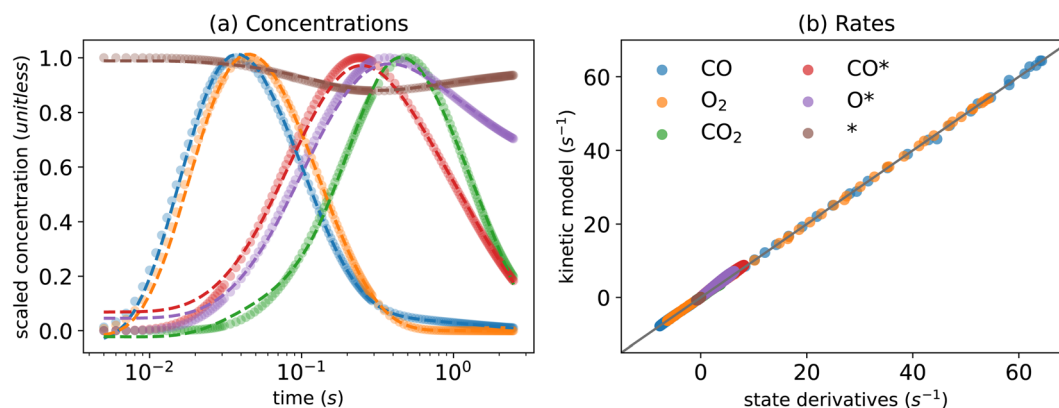 (a) Concentrations
scaled concentration (unitless)
1.0
0.8
0.6
0.4
0.2
0.0
10⁻²
10⁻¹
10⁰
time (s)
(b) Rates
kinetic model (s⁻¹)
60
40
20
0
CO
O₂
CO₂
CO*
O*
*
0
20
40
60
state derivatives (s⁻¹)